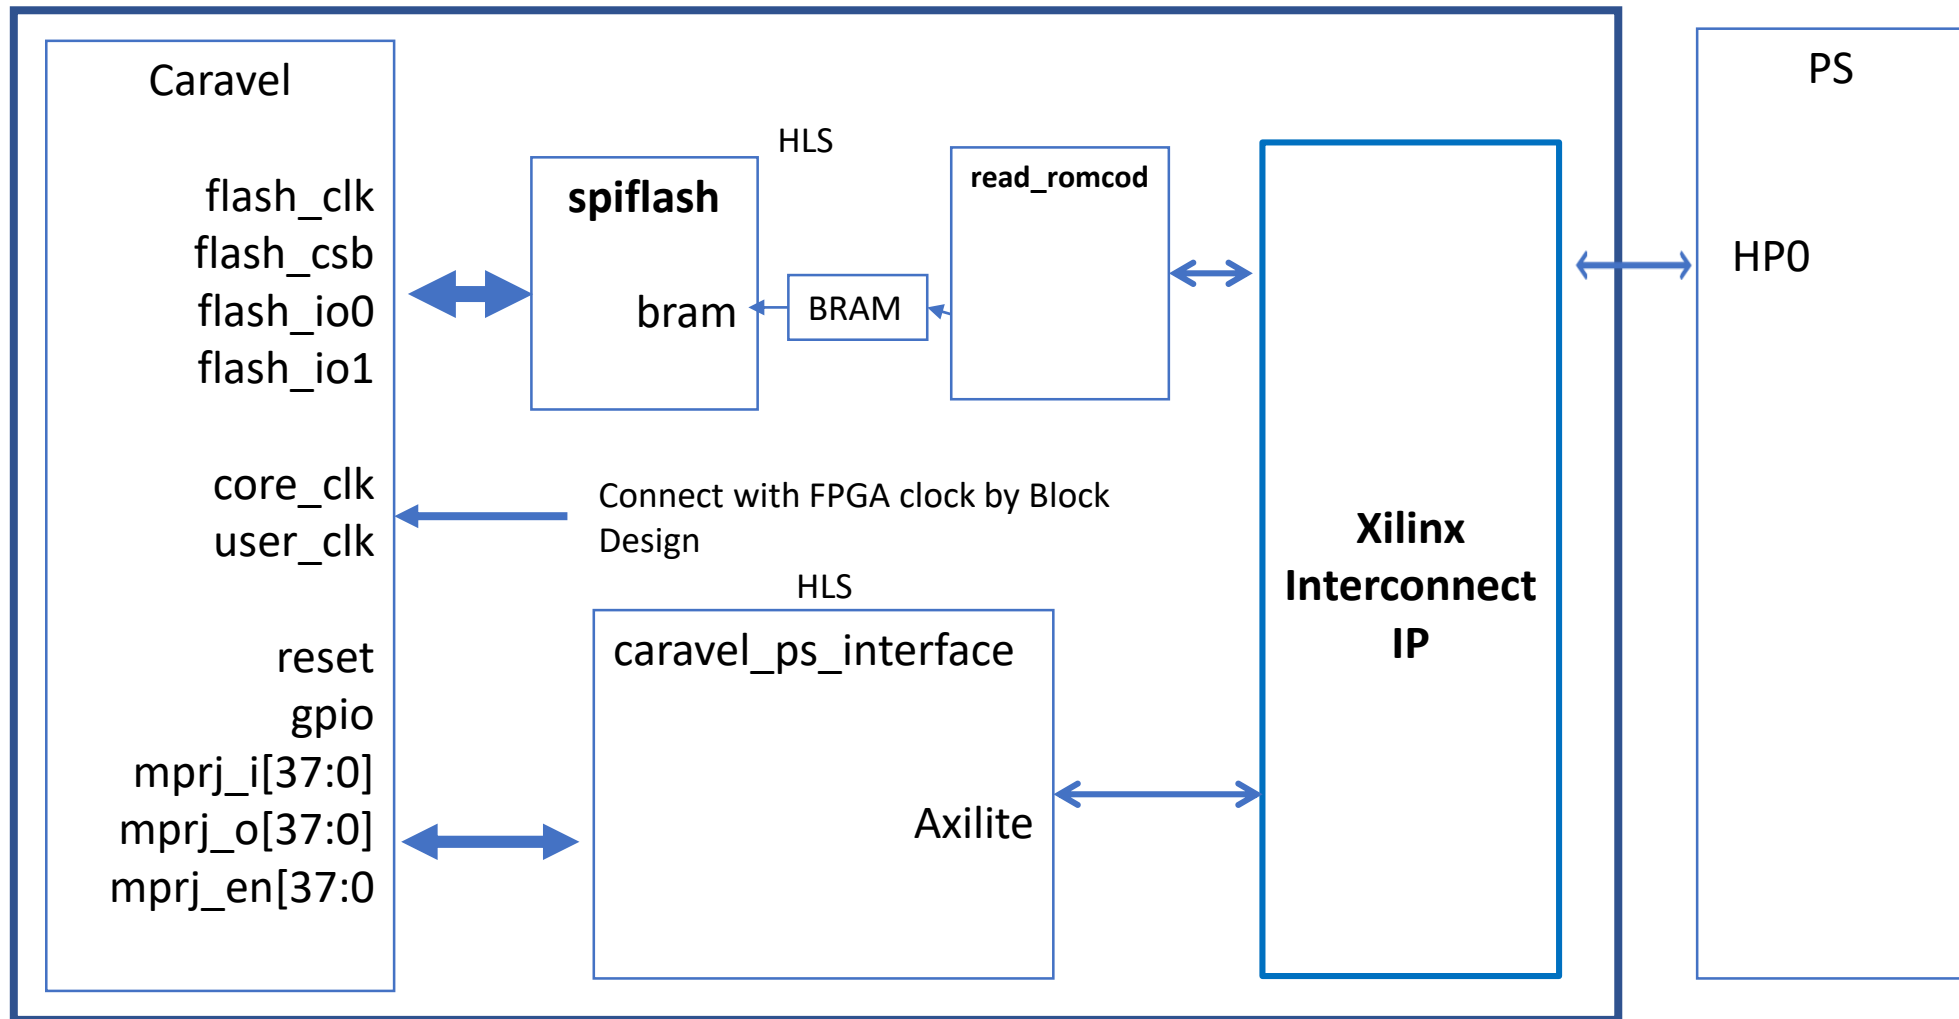 Caravel
flash_clk
flash_csb
flash_io0
flash_io1
core_clk
user_clk
reset
gpio
mprj_i[37:0]
mprj_o[37:0]
mprj_en[37:0
HLS
spiflash
bram
BRAM
read_romcod
Connect with FPGA clock by Block
Design
HLS
caravel_ps_interface
Axilite
Xilinx
Interconnect
IP
PS
HP0